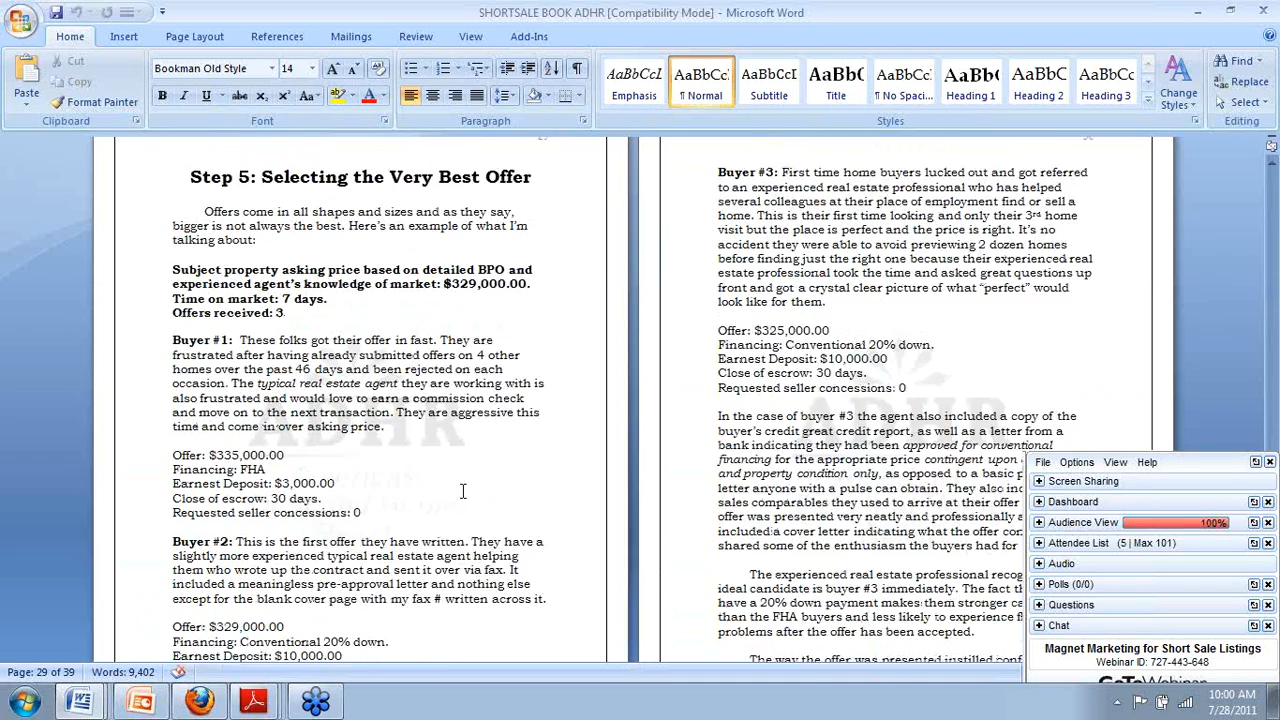 SHORTSALE BOOK ADHR [Compatibility Mode] - Microsoft Word
Home Insert Page Layout References Mailings Review View Add-Ins
Paste
Cut
Copy
Format Painter
Clipboard
Bookman Old Style 14
Font
Paragraph
AaBbCcI AaBbCc AaBbCcl AaBb( AaBbCc. AaBbCc AaBbCc AaBbCc
Emphasis ¶ Normal Subtitle Title ¶ No Spaci... Heading 1 Heading 2 Heading 3
Change Styles
Styles
Find
Replace
Select
Editing
Step 5: Selecting the Very Best Offer
Offers come in all shapes and sizes and as they say,
bigger is not always the best. Here's an example of what I'm
talking about:
Subject property asking price based on detailed BPO and
experienced agent's knowledge of market: $329,000.00.
Time on market: 7 days.
Offers received: 3
Buyer #1: These folks got their offer in fast. They are
frustrated after having already submitted offers on 4 other
homes over the past 46 days and been rejected on each
occasion. The typical real estate agent they are working with is
also frustrated and would love to earn a commission check
and move on to the next transaction. They are aggressive this
time and come in over asking price.
Offer: $335,000.00
Financing: FHA
Earnest Deposit: $3,000.00
Close of escrow: 30 days.
Requested seller concessions: 0
Buyer #2: This is the first offer they have written. They have a
slightly more experienced typical real estate agent helping
them who wrote up the contract and sent it over via fax. It
included a meaningless pre-approval letter and nothing else
except for the blank cover page with my fax # written across it.
Offer: $329,000.00
Financing: Conventional 20% down.
Earnest Deposit: $10,000.00
Buyer #3: First time home buyers lucked out and got referred
to an experienced real estate professional who has helped
several colleagues at their place of employment find or sell a
home. This is their first time looking and only their 3rd home
visit but the place is perfect and the price is right. It's no
accident they were able to avoid previewing 2 dozen homes
before finding just the right one because their experienced real
estate professional took the time and asked great questions up
front and got a crystal clear picture of what "perfect" would
look like for them.
Offer: $325,000.00
Financing: Conventional 20% down.
Earnest Deposit: $10,000.00
Close of escrow: 30 days.
Requested seller concessions: 0
In the case of buyer #3 the agent also included a copy of the
buyer's credit great credit report, as well as a letter from a
bank indicating they had been approved for conventional
financing for the appropriate price contingent upon
and property condition only, as opposed to a basic p
letter anyone with a pulse can obtain. They also in
sales comparables they used to arrive at their offer
offer was presented very neatly and professionally a
included a cover letter indicating what the offer con
shared some of the enthusiasm the buyers had for
The experienced real estate professional recog
ideal candidate is buyer #3 immediately. The fact th
have a 20% down payment makes them stronger ca
than the FHA buyers and less likely to experience f
problems after the offer has been accepted.
The way the offer was presented instilled conf
ADHR
ADHR
File Options View Help
Screen Sharing
Dashboard
Audience View 100%
Attendee List (5 | Max 101)
Audio
Polls (0/0)
Questions
Chat
Magnet Marketing for Short Sale Listings
Webinar ID: 727-443-648
GoToWebinar
Page: 29 of 39 Words: 9,402
10:00 AM
7/28/2011